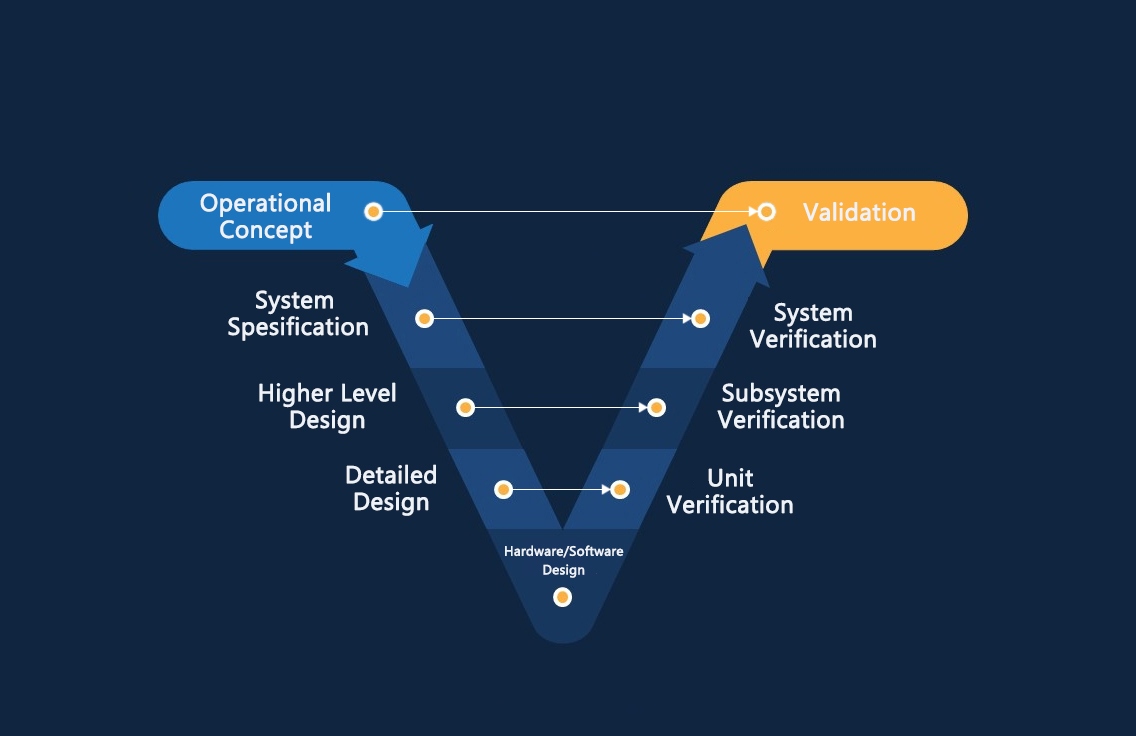 Operational
Concept
Validation
System
Spesification
System
Verification
Higher Level
Design
Subsystem
Verification
Detailed
Design
Unit
Verification
Hardware/Software
Design